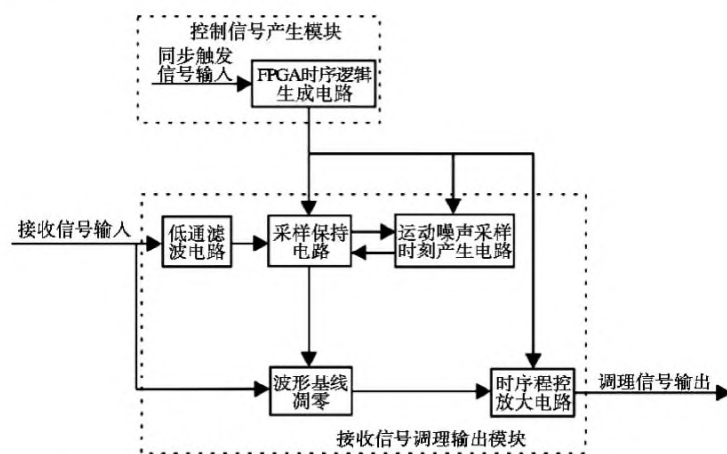 控制信号产生模块
同步触发
信号输入
FPGA时序逻辑
生成电路
接收信号输入
低通滤
波电路
采样保持
电路
运动噪声采样
时刻产生电路
波形基线
凋零
时序程控
放大电路
调理信号输出
接收信号调理输出模块